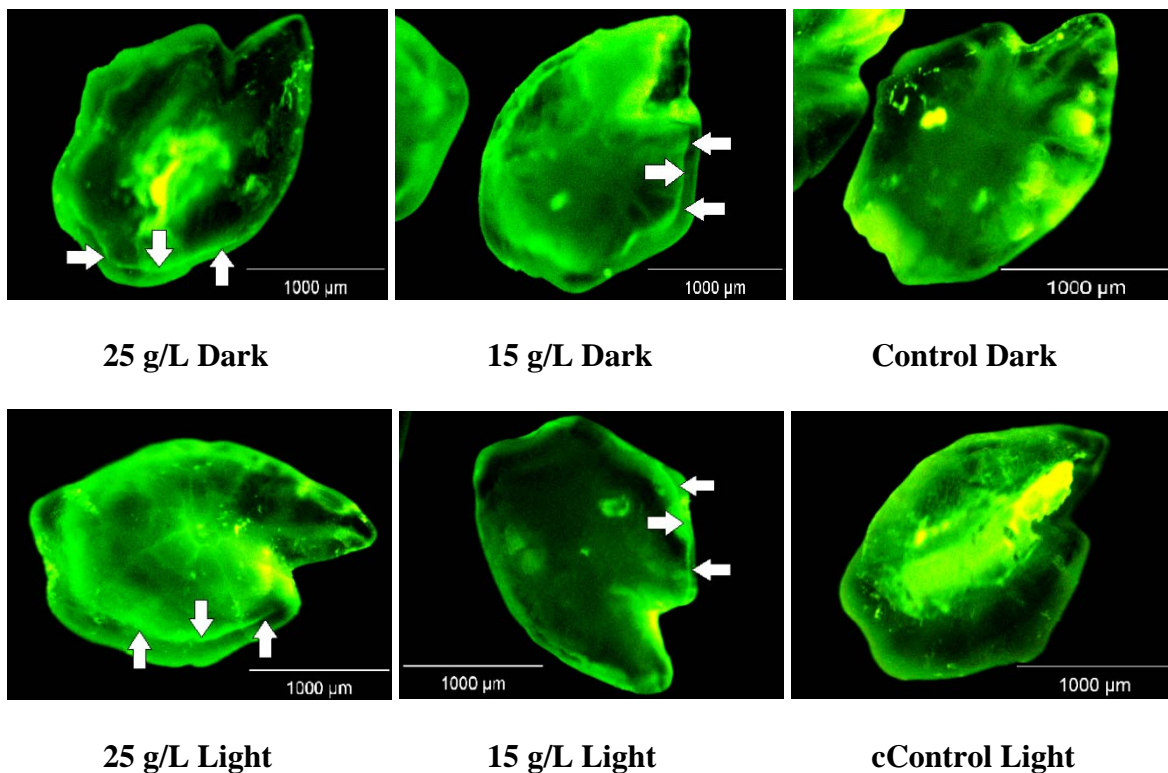 1000 µm 1000 µm 1000 µm
25 g/L Dark 15 g/L Dark Control Dark
1000 µm 1000 µm 1000 µm
25 g/L Light 15 g/L Light cControl Light